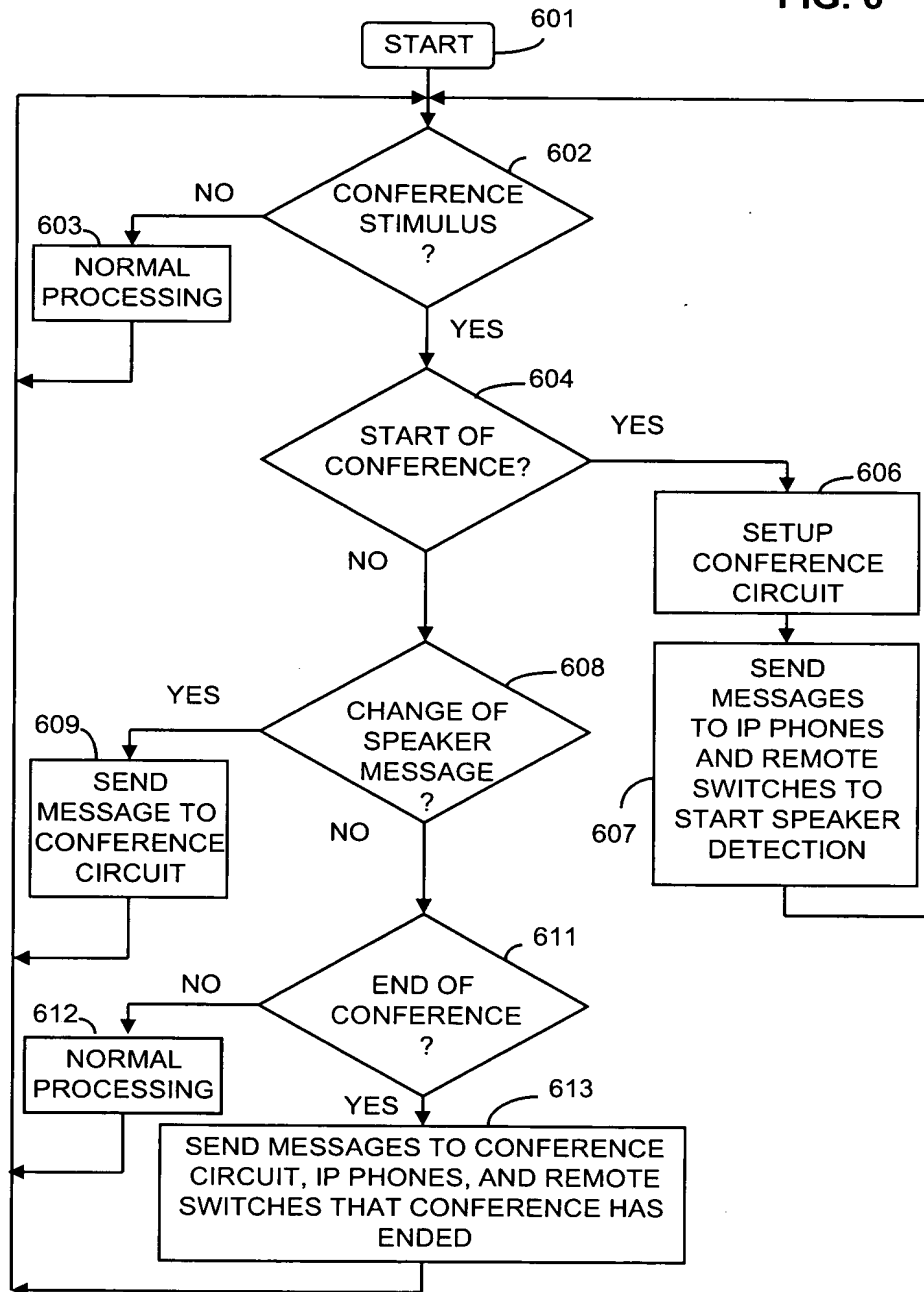 START
601
602
CONFERENCE
STIMULUS
?
NO
603
NORMAL
PROCESSING
YES
604
START OF
CONFERENCE?
YES
606
SETUP
CONFERENCE
CIRCUIT
NO
607
SEND
MESSAGES
TO IP PHONES
AND REMOTE
SWITCHES TO
START SPEAKER
DETECTION
608
CHANGE OF
SPEAKER
MESSAGE
?
YES
609
SEND
MESSAGE TO
CONFERENCE
CIRCUIT
NO
611
END OF
CONFERENCE
?
NO
612
NORMAL
PROCESSING
YES
613
SEND MESSAGES TO CONFERENCE
CIRCUIT, IP PHONES, AND REMOTE
SWITCHES THAT CONFERENCE HAS
ENDED